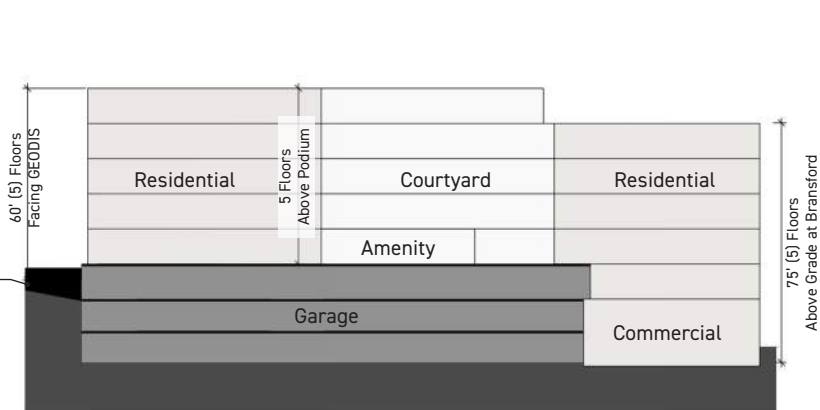 60' (5) Floors
Facing GEODIS
Residential
5 Floors
Above Podium
Courtyard
Residential
Amenity
75' (5) Floors
Above Grade at Bransford
Garage
Commercial